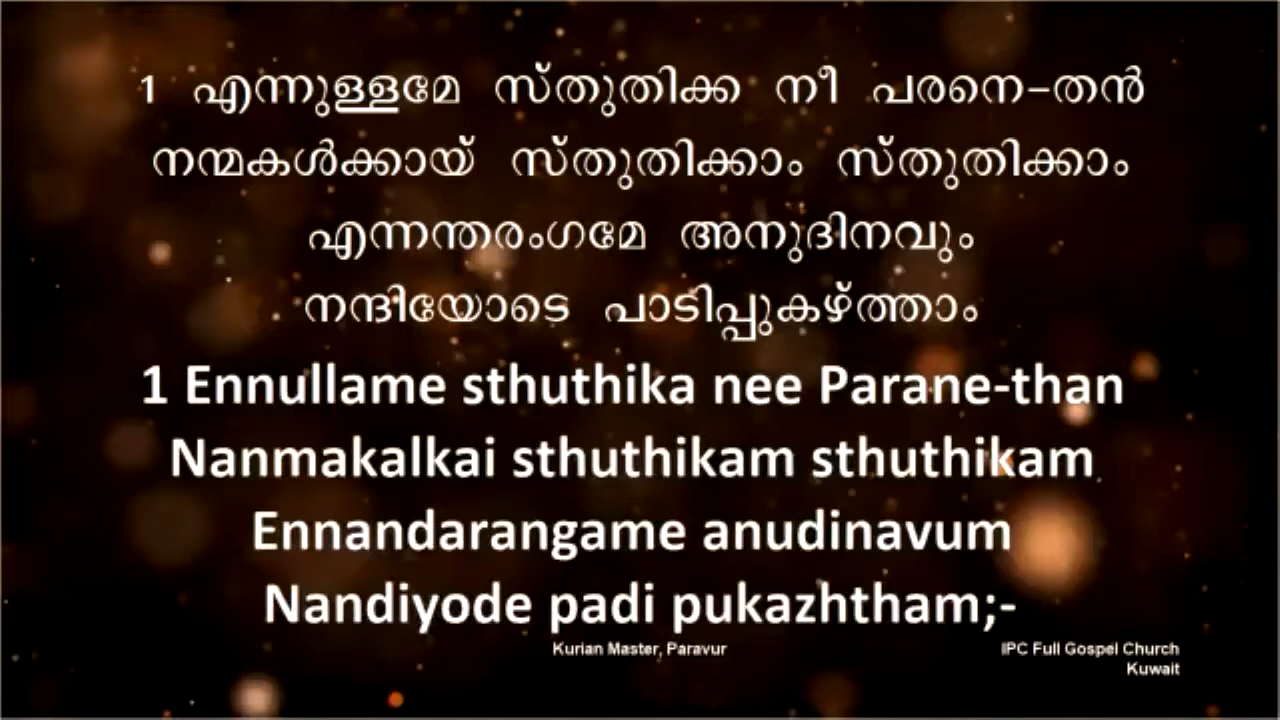 1 എന്നുള്ളമേ സ്തുതിക്ക നീ പരനെ-തൻ
നന്മകൾക്കായ് സ്തുതിക്കാം സ്തുതിക്കാം
എന്നന്തരംഗമേ അനുദിനവും
നന്ദിയോടെ പാടിപ്പുകഴ്ത്താം
1 Ennullame sthuthika nee Parane-than
Nanmakalkai sthuthikam sthuthikam
Ennandarangame anudinavum
Nandiyode padi pukazhtham;-
Kurian Master, Paravur
IPC Full Gospel Church
Kuwait